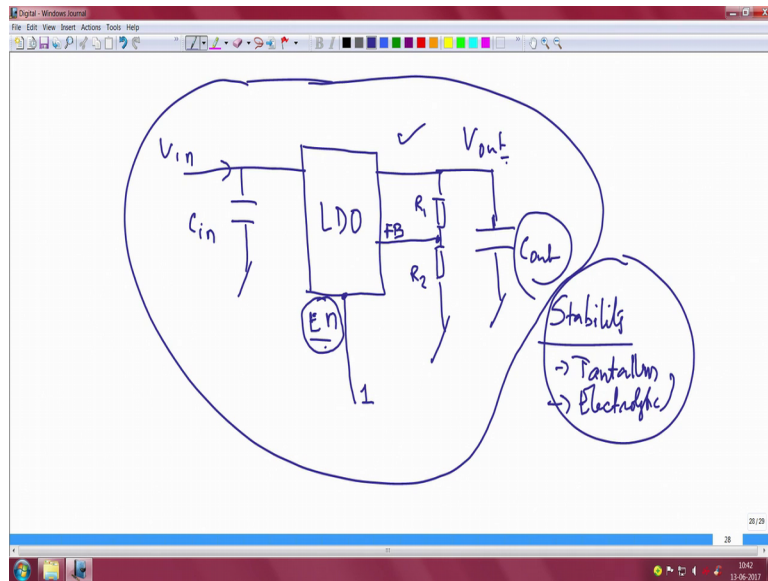 Digital - Windows Journal
File Edit View Insert Actions Tools Help
Vin
Cin
LDO
FB
En
1
R1
R2
Vout
Cout
Stability
→ Tantallum
→ Electrolytic
28/29
28
10:42
13-06-2017